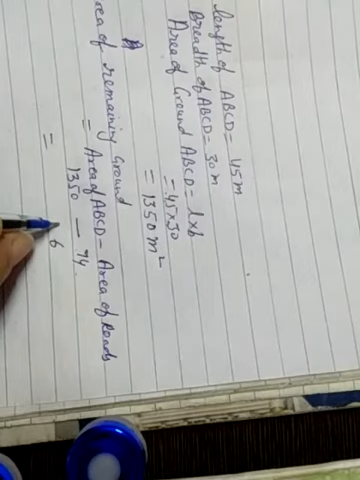 length of ABCD = 45m
Breadth of ABCD = 30m
Area of Ground ABCD = l×b
= 45×30
= 1350 m²
Area of remaining Ground
= Area of ABCD – Area of Roads
1350 – 74.
= 6